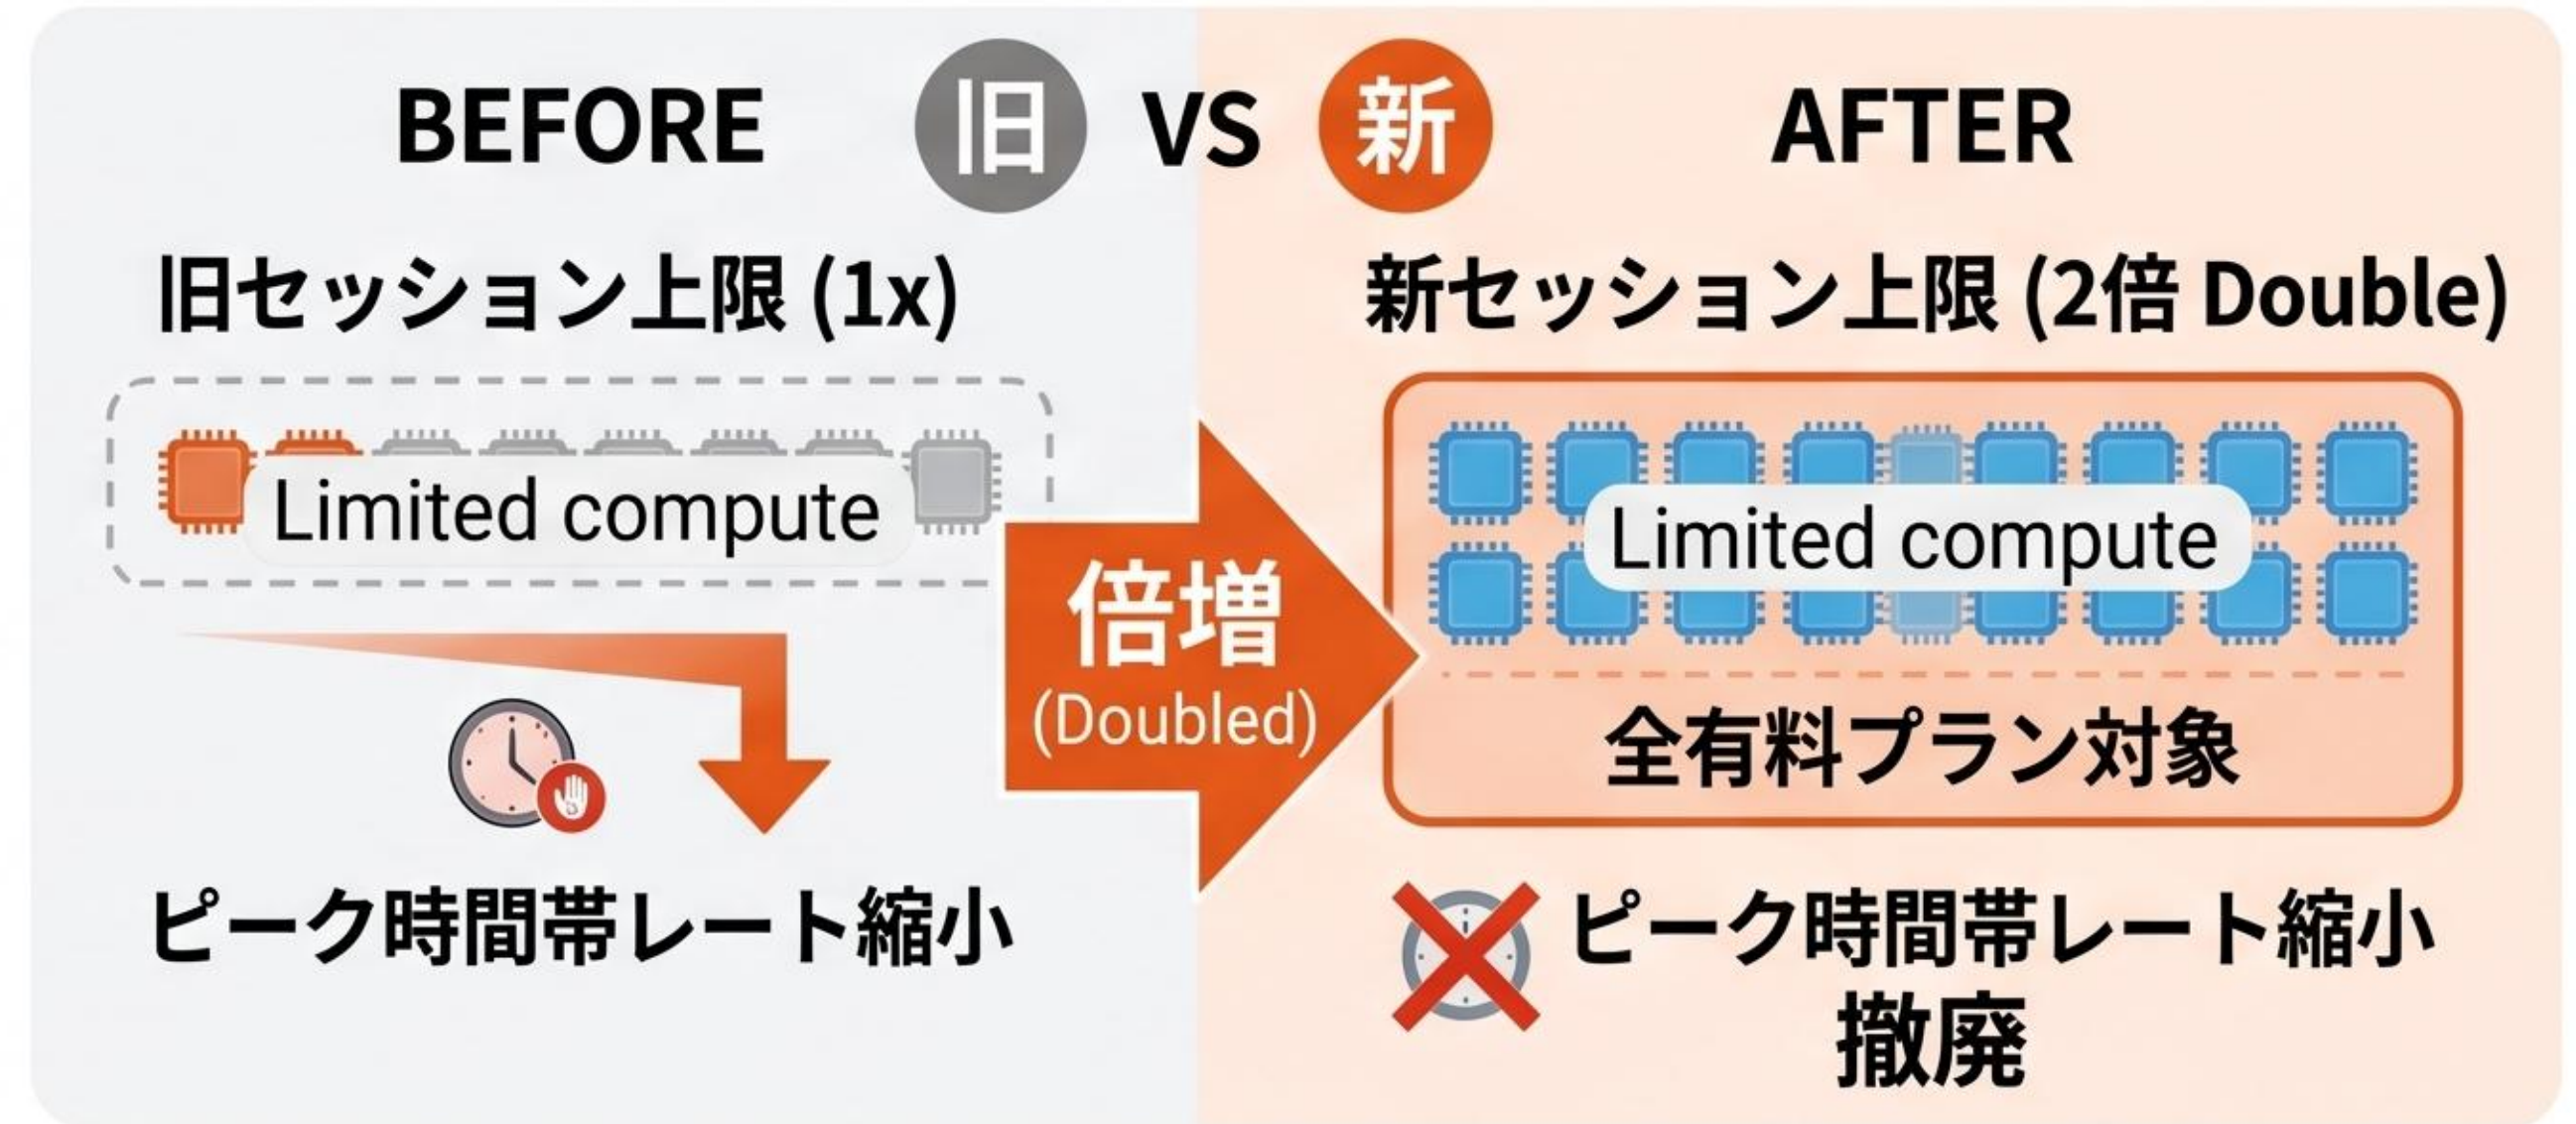 BEFORE 旧 VS 新 AFTER
旧セッション上限 (1x)
Limited compute
ピーク時間帯レート縮小
倍増
(Doubled)
新セッション上限 (2倍 Double)
Limited compute
全有料プラン対象
ピーク時間帯レート縮小
撤廃